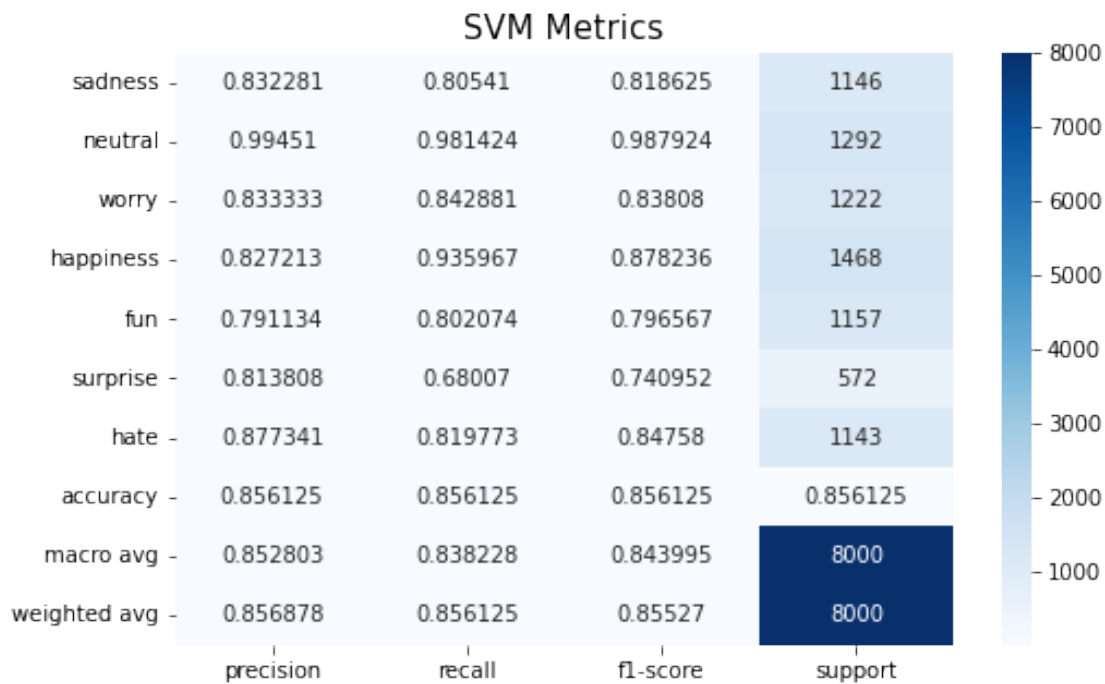 SVM Metrics
sadness 0.832281 0.80541 0.818625 1146
neutral 0.99451 0.981424 0.987924 1292
worry 0.833333 0.842881 0.83808 1222
happiness 0.827213 0.935967 0.878236 1468
fun 0.791134 0.802074 0.796567 1157
surprise 0.813808 0.68007 0.740952 572
hate 0.877341 0.819773 0.84758 1143
accuracy 0.856125 0.856125 0.856125 0.856125
macro avg 0.852803 0.838228 0.843995 8000
weighted avg 0.856878 0.856125 0.85527 8000
precision recall f1-score support
8000
7000
6000
5000
4000
3000
2000
1000